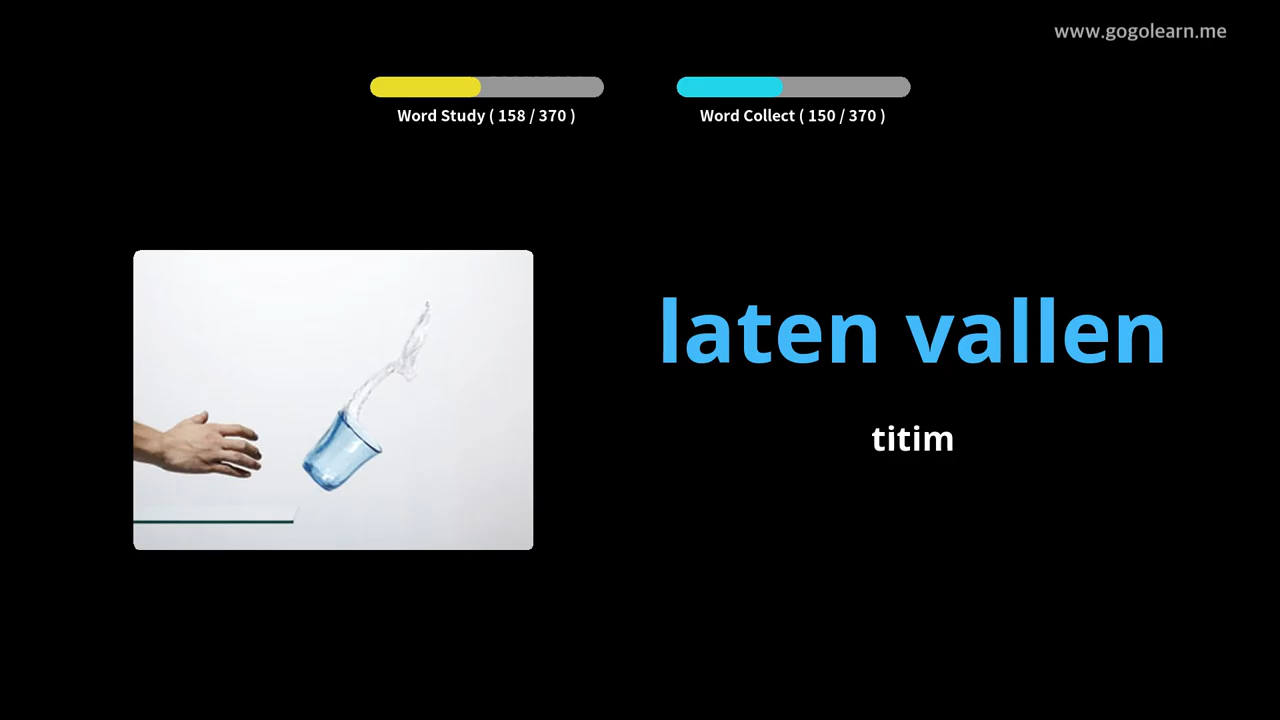 www.gogolearn.me
Word Study ( 158 / 370 )
Word Collect ( 150 / 370 )
laten vallen
titim